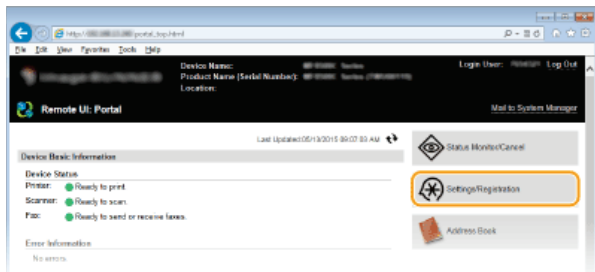 http://
portal_top.html
File Edit View Favorites Tools Help
Device Name:
Series
Login User:
Log Out
Product Name (Serial Number):
Series
Location:
Remote UI: Portal
Mail to System Manager
Last Updated:05/13/2015 09:07:03 AM
Status Monitor/Cancel
Device Basic Information
Device Status
Printer: Ready to print.
Settings/Registration
Scanner: Ready to scan.
Fax: Ready to send or receive faxes.
Address Book
Error Information
No errors.